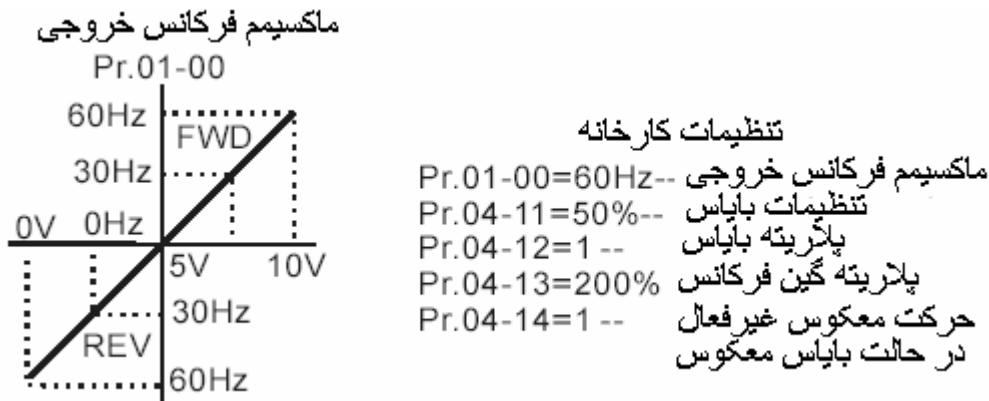 ماکسیمم فرکانس خروجی
Pr.01-00
60Hz
FWD
30Hz
0V
0Hz
5V
10V
30Hz
REV
60Hz
تنظیمات کارخانه
Pr.01-00=60Hz-- ماکسیمم فرکانس خروجی
Pr.04-11=50%-- تنظیمات بایاس
Pr.04-12=1 -- پلاریته بایاس
Pr.04-13=200% پلاریته گین فرکانس
Pr.04-14=1 -- حرکت معکوس غیرفعال
در حالت بایاس معکوس